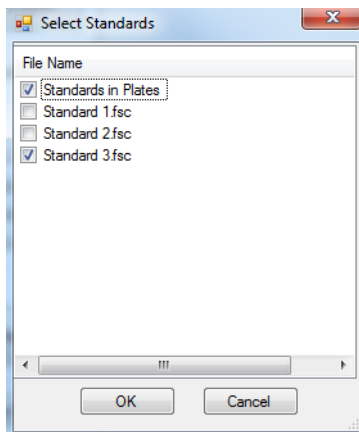 Select Standards
File Name
Standards in Plates
Standard 1.fsc
Standard 2.fsc
Standard 3.fsc
OK Cancel